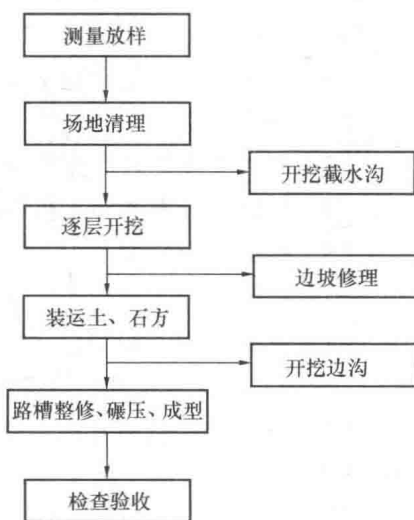 测量放样
场地清理
开挖截水沟
逐层开挖
边坡修理
装运土、石方
开挖边沟
路槽整修、碾压、成型
检查验收